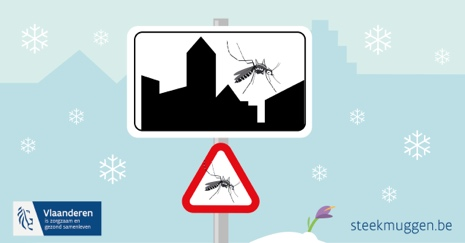 Vlaanderen
is zorgzaam en
gezond samenleven
steekmuggen.be